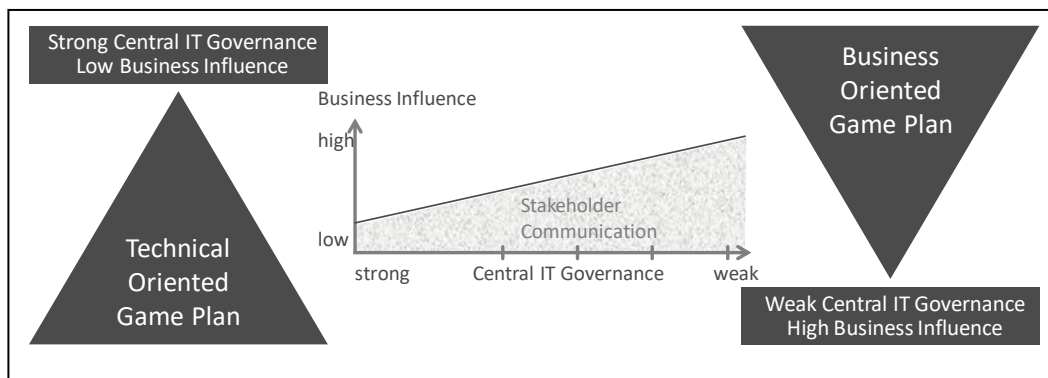 Strong Central IT Governance
Low Business Influence
Technical
Oriented
Game Plan
Business Influence
high
low
Stakeholder
Communication
strong
Central IT Governance
weak
Business
Oriented
Game Plan
Weak Central IT Governance
High Business Influence